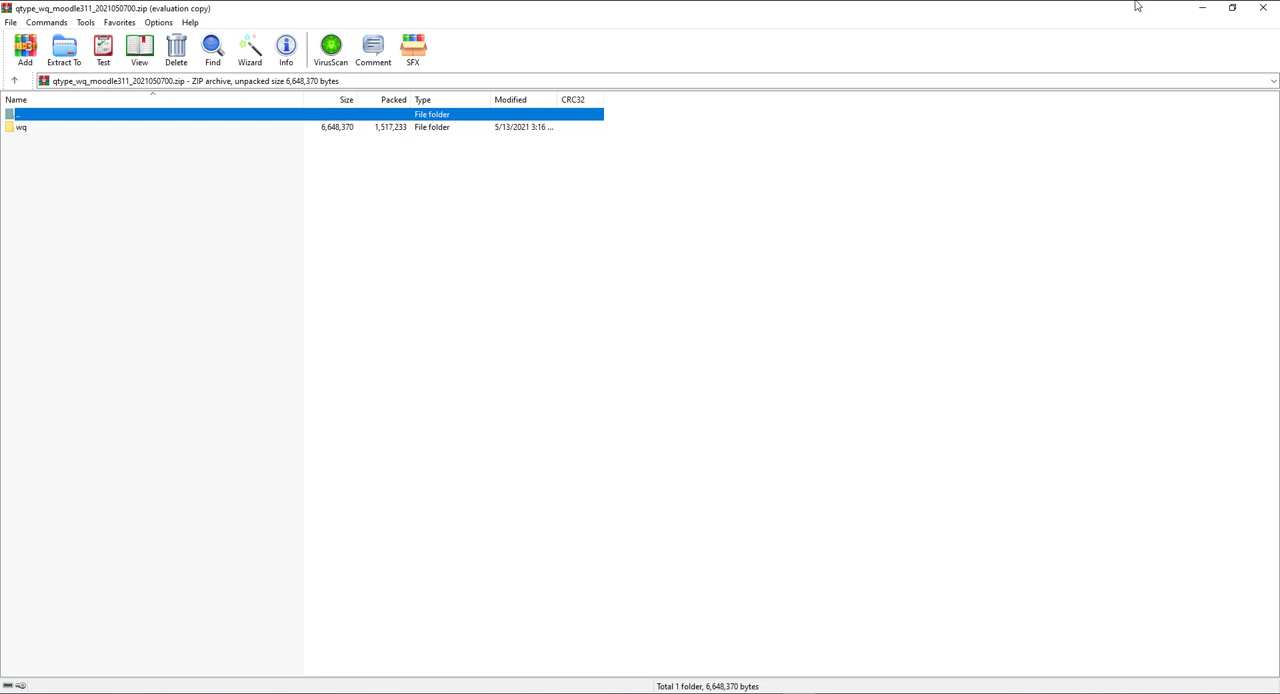 qtype_wq_moodle311_2021050700.zip (evaluation copy)
File Commands Tools Favorites Options Help
Add Extract To Test View Delete Find Wizard Info VirusScan Comment SFX
qtype_wq_moodle311_2021050700.zip - ZIP archive, unpacked size 6,648,370 bytes
Name Size Packed Type Modified CRC32
.. File folder
wq 6,648,370 1,517,233 File folder 5/13/2021 3:16 ...
Total 1 folder, 6,648,370 bytes